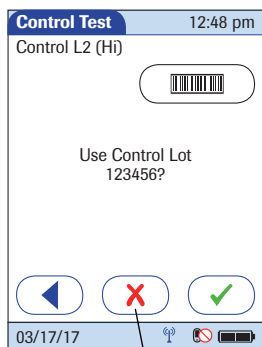 Control Test 12:48 pm
Control L2 (Hi)
Use Control Lot
123456?
03/17/17